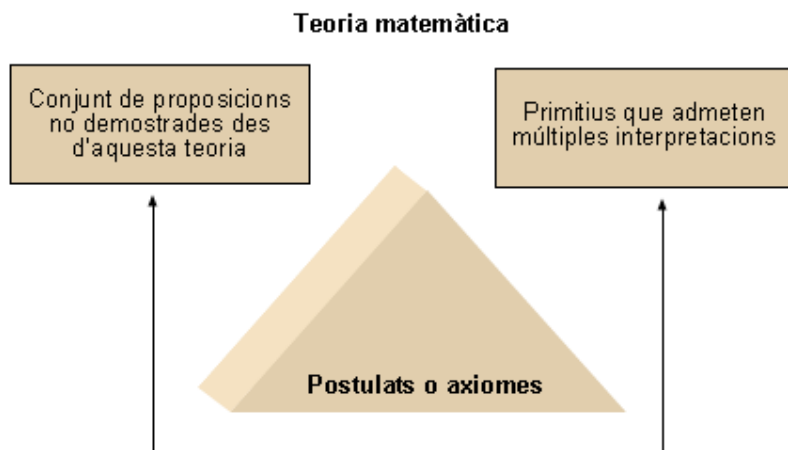 Teoria matemàtica
Conjunt de proposicions
no demostrades des
d'aquesta teoria
Primitius que admeten
múltiples interpretacions
Postulats o axiomes